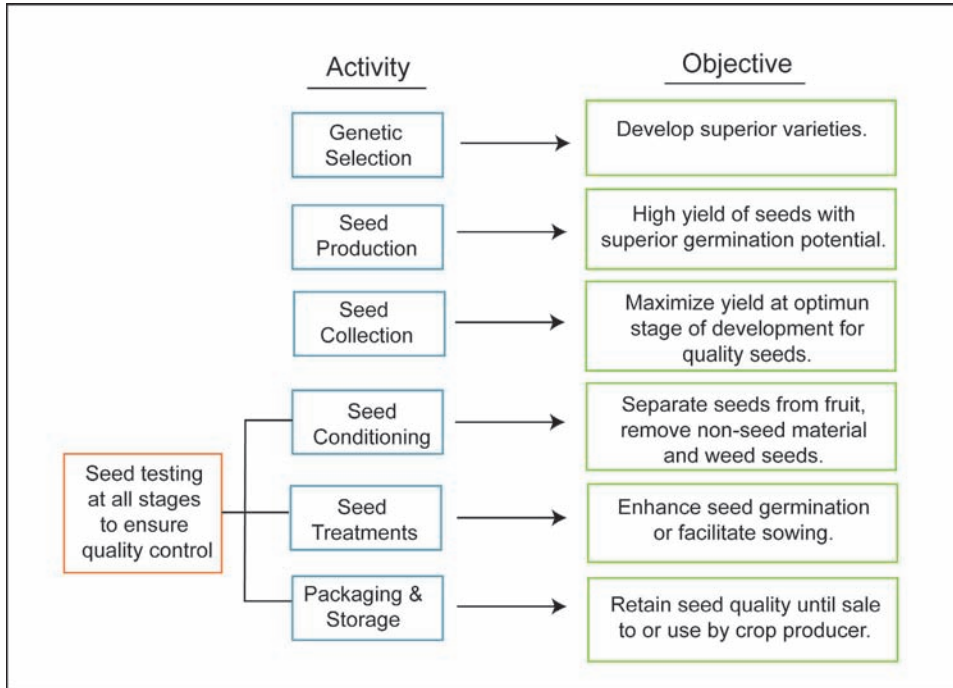 Activity
Objective
Genetic
Selection
Develop superior varieties.
Seed
Production
High yield of seeds with
superior germination potential.
Seed
Collection
Maximize yield at optimun
stage of development for
quality seeds.
Seed
Conditioning
Separate seeds from fruit,
remove non-seed material
and weed seeds.
Seed testing
at all stages
to ensure
quality control
Seed
Treatments
Enhance seed germination
or facilitate sowing.
Packaging &
Storage
Retain seed quality until sale
to or use by crop producer.